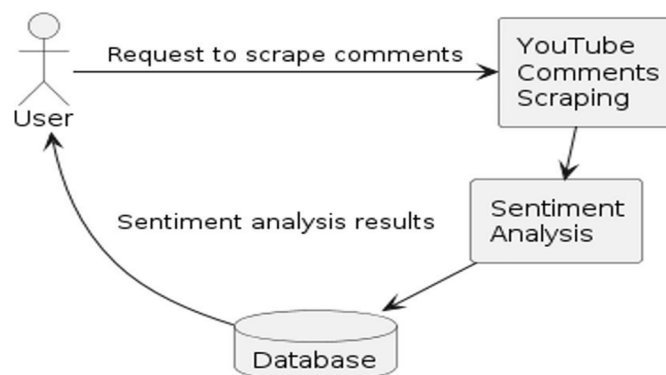 Request to scrape comments
YouTube
Comments
Scraping
User
Sentiment analysis results
Sentiment
Analysis
Database